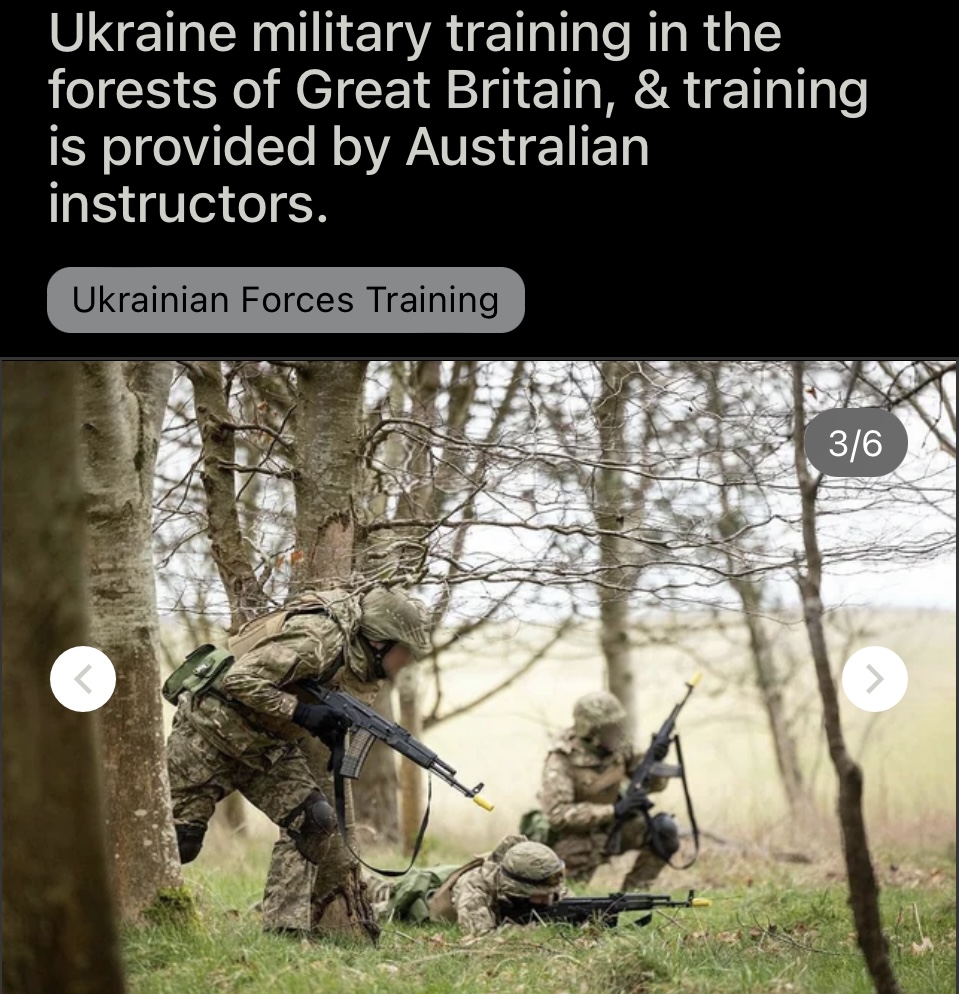 Ukraine military training in the
forests of Great Britain, & training
is provided by Australian
instructors.
Ukrainian Forces Training
3/6